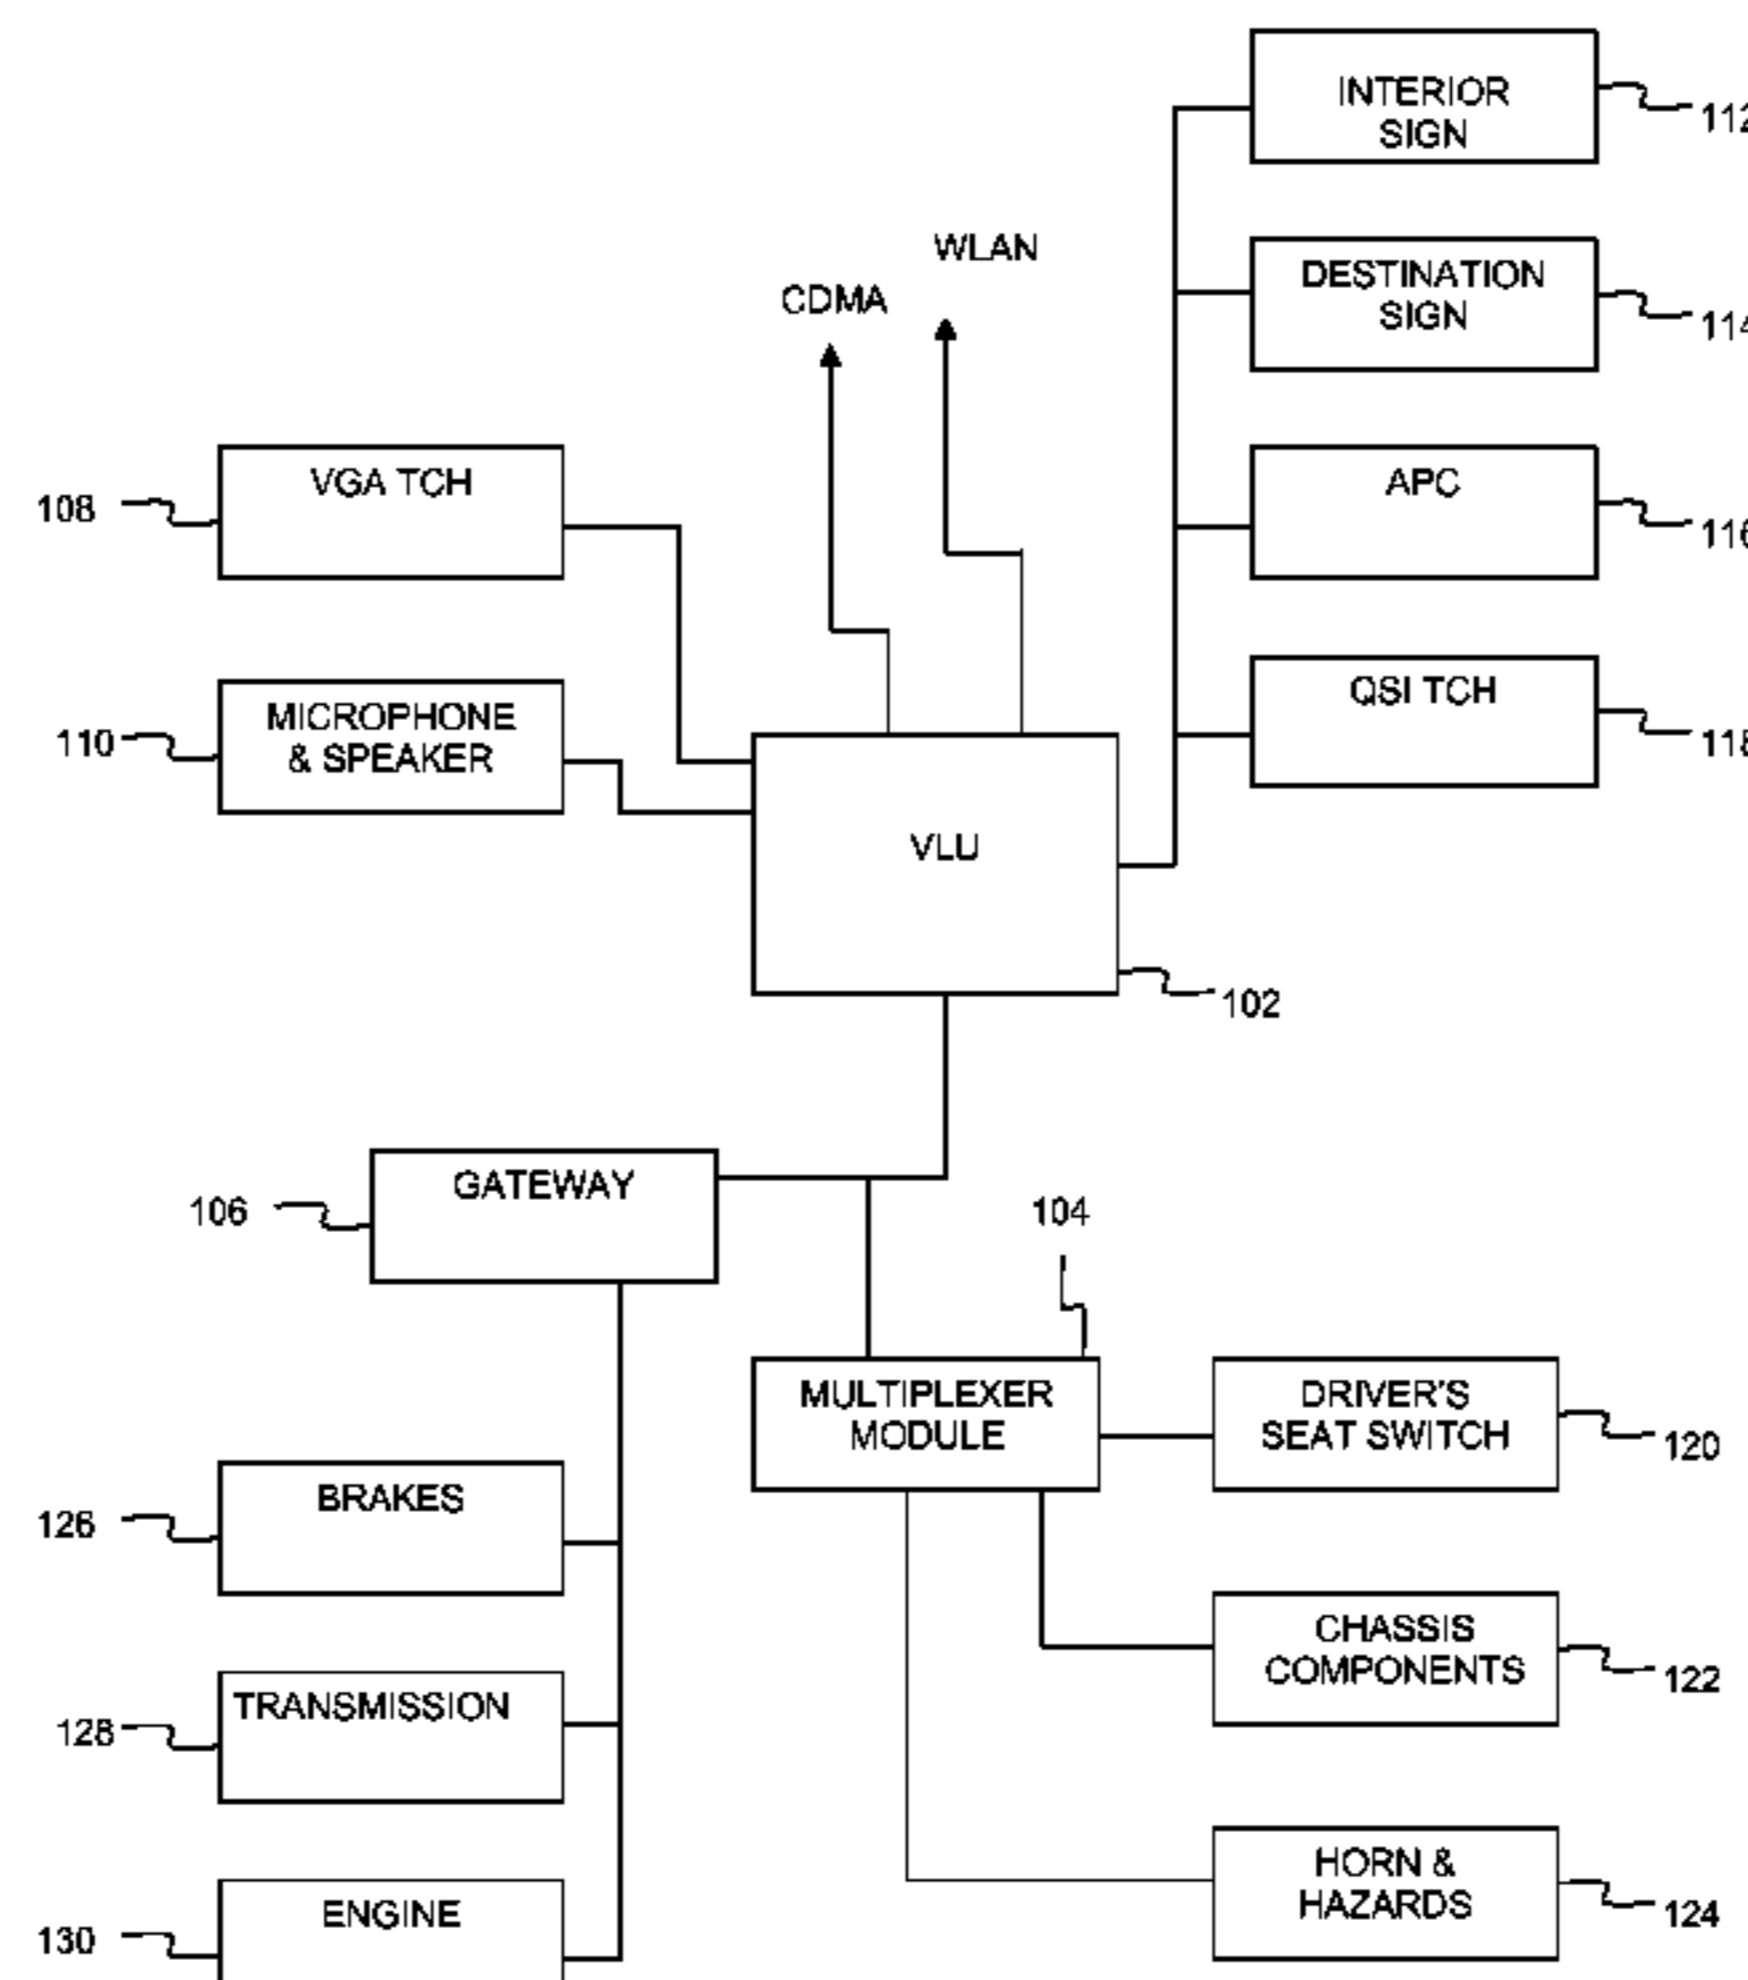 INTERIOR
SIGN
112
WLAN
DESTINATION
SIGN
114
CDMA
VGA TCH
108
APC
116
MICROPHONE
& SPEAKER
110
QSI TCH
118
VLU
102
GATEWAY
106
104
MULTIPLEXER
MODULE
DRIVER'S
SEAT SWITCH
120
BRAKES
126
CHASSIS
COMPONENTS
122
TRANSMISSION
128
HORN &
HAZARDS
124
ENGINE
130